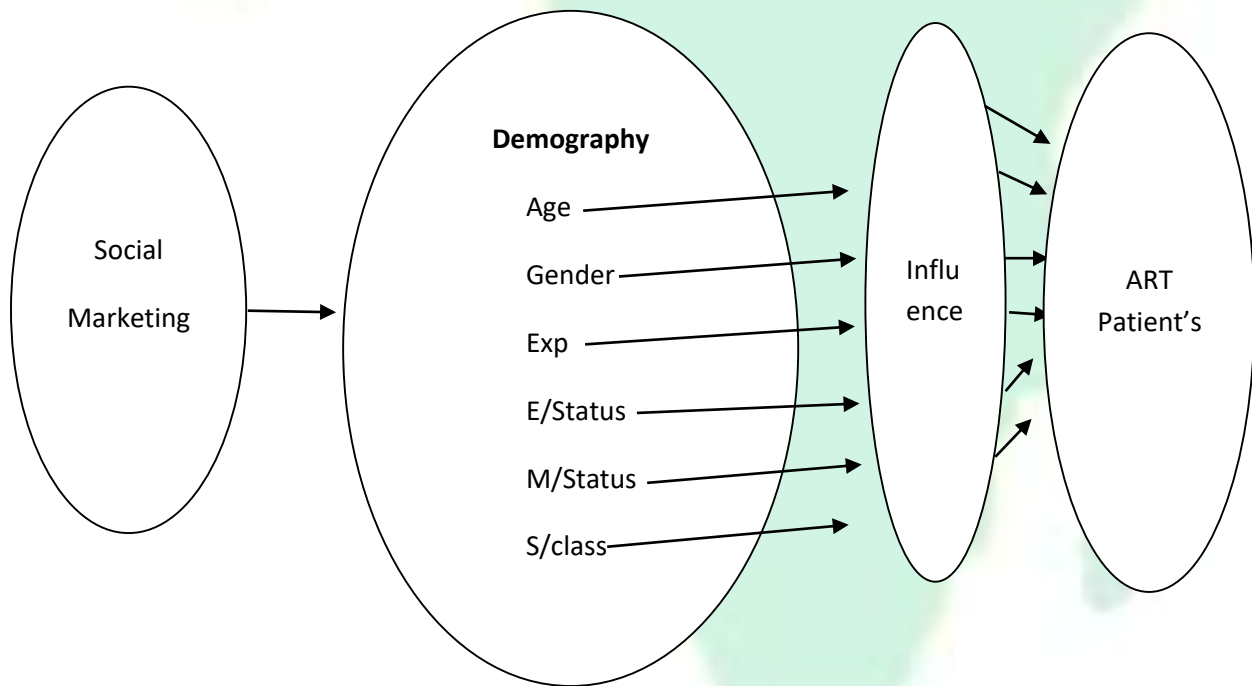 Social
Marketing
Demography
Age
Gender
Exp
E/Status
M/Status
S/class
Influ
ence
ART
Patient’s